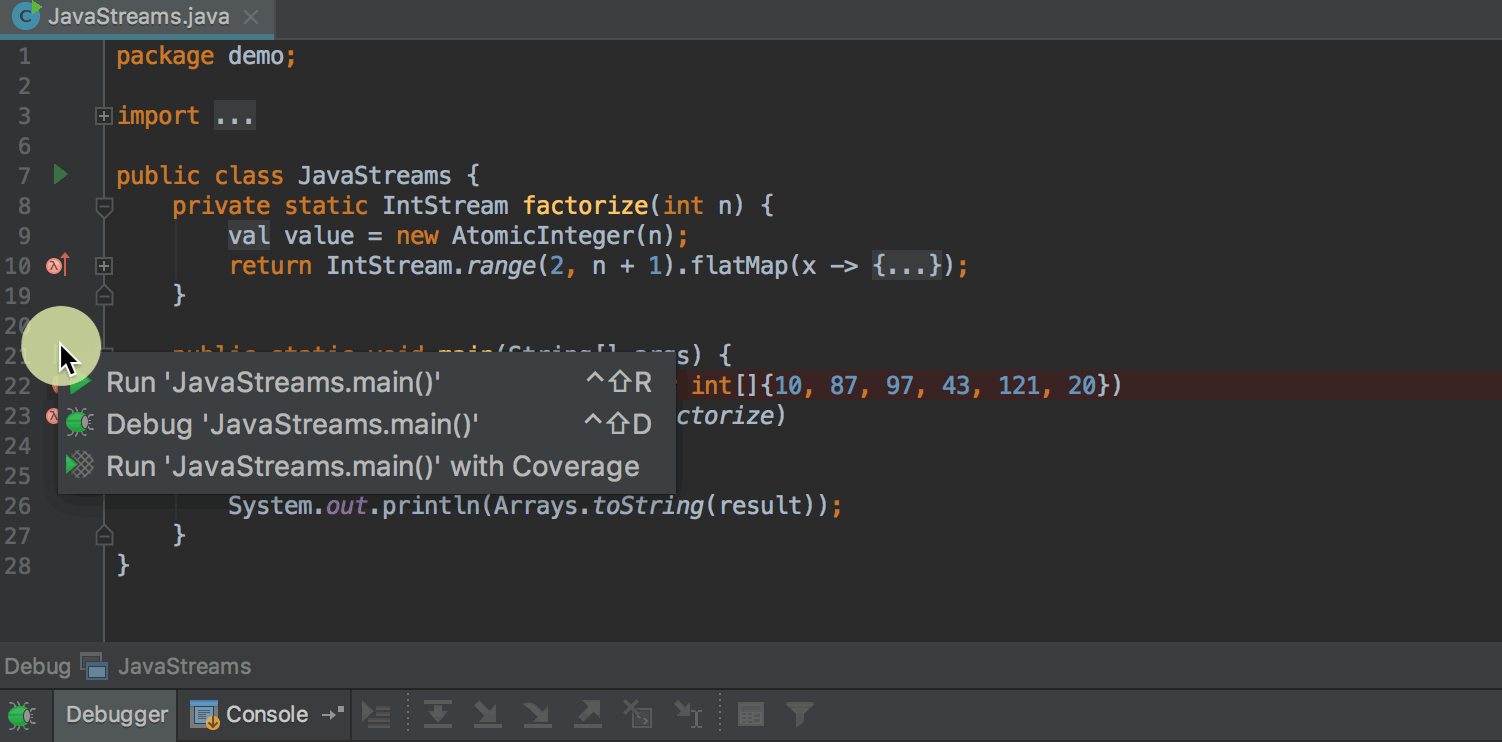 JavaStreams.java
1 package demo;
2
3 import ...
6
7 public class JavaStreams {
8 private static IntStream factorize(int n) {
9 val value = new AtomicInteger(n);
10 return IntStream.range(2, n + 1).flatMap(x -> {...});
19 }
20
21 public static void main(String[] args) {
22 int[]{10, 87, 97, 43, 121, 20})
Run 'JavaStreams.main()' ^⇧R
23 ctorize)
Debug 'JavaStreams.main()' ^⇧D
24
Run 'JavaStreams.main()' with Coverage
25
26 System.out.println(Arrays.toString(result));
27 }
28 }
Debug JavaStreams
Debugger Console